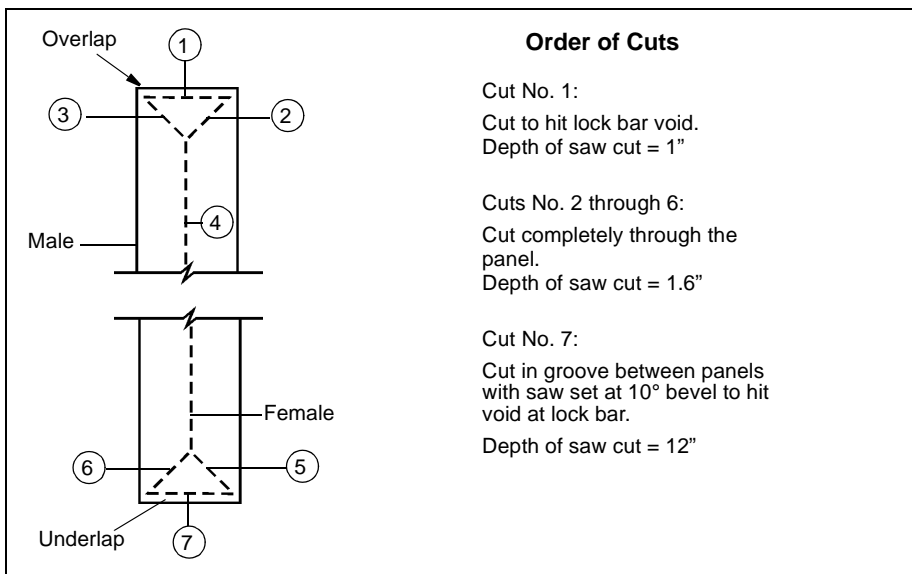 Order of Cuts
Overlap
1
3
2
4
Male
Female
6
5
Underlap
7
Cut No. 1:
Cut to hit lock bar void.
Depth of saw cut = 1”
Cuts No. 2 through 6:
Cut completely through the
panel.
Depth of saw cut = 1.6”
Cut No. 7:
Cut in groove between panels
with saw set at 10° bevel to hit
void at lock bar.
Depth of saw cut = 12”